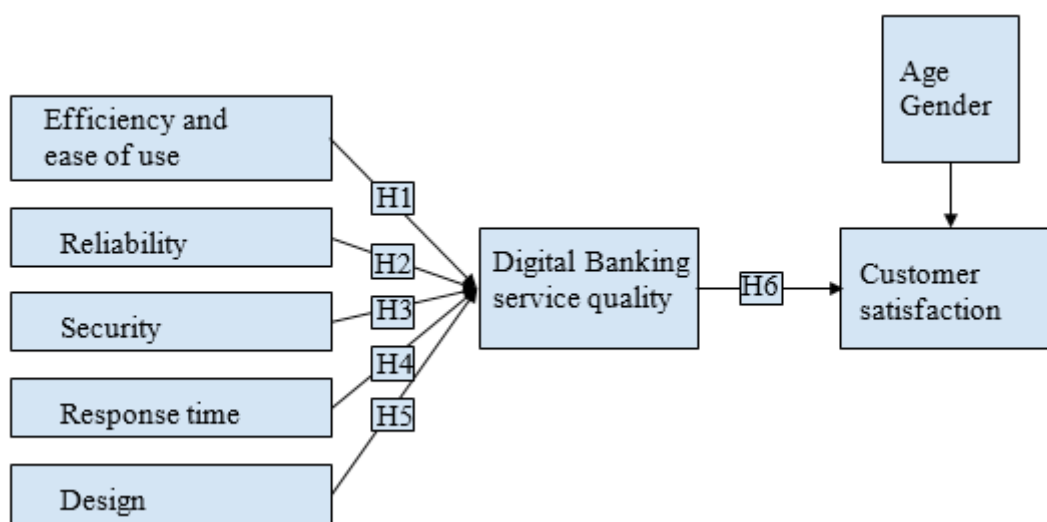 Efficiency and
ease of use
Reliability
Security
Response time
Design
H1
H2
H3
H4
H5
Digital Banking
service quality
H6
Age
Gender
Customer
satisfaction